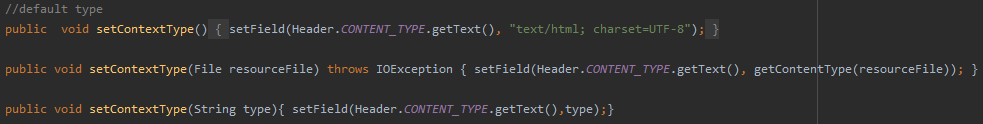 //default type
public  void setContextType() { setField(Header.CONTENT_TYPE.getText(), "text/html; charset=UTF-8"); }
public void setContextType(File resourceFile) throws IOException { setField(Header.CONTENT_TYPE.getText(), getContentType(resourceFile)); }
public void setContextType(String type){ setField(Header.CONTENT_TYPE.getText(),type);}